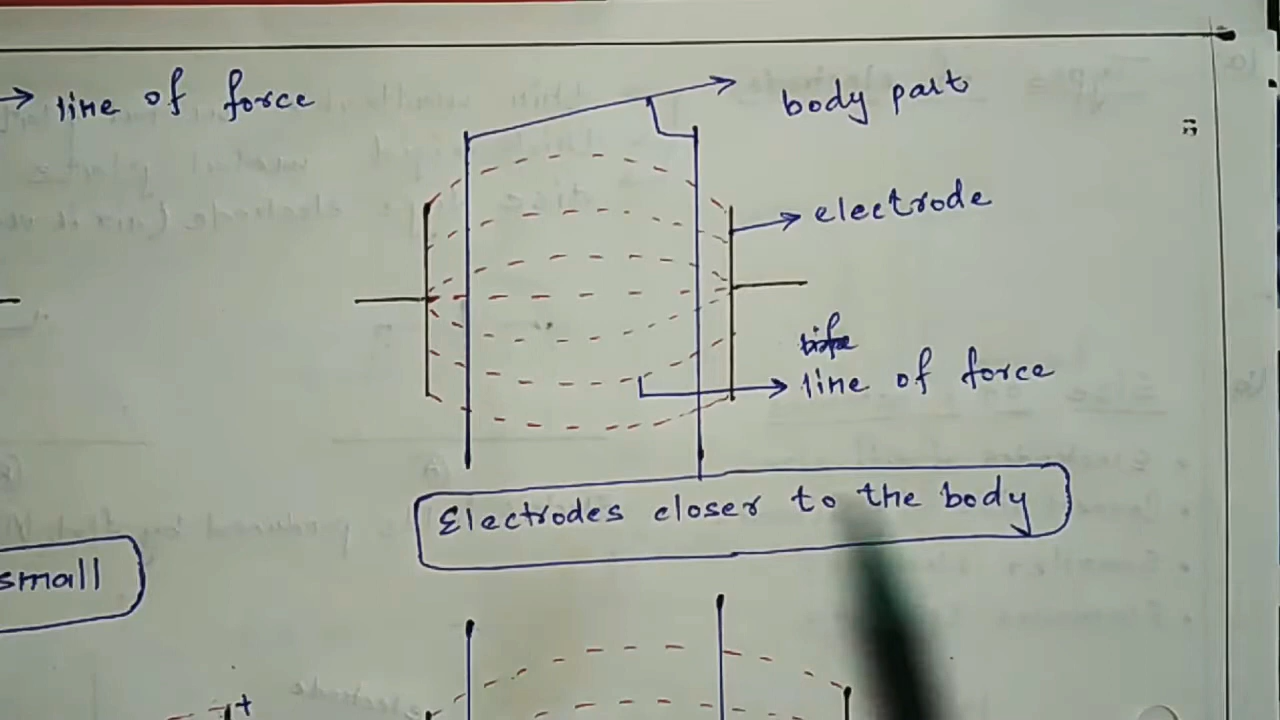 line of force
body part
electrode
line of force
Electrodes closer to the body
small
+